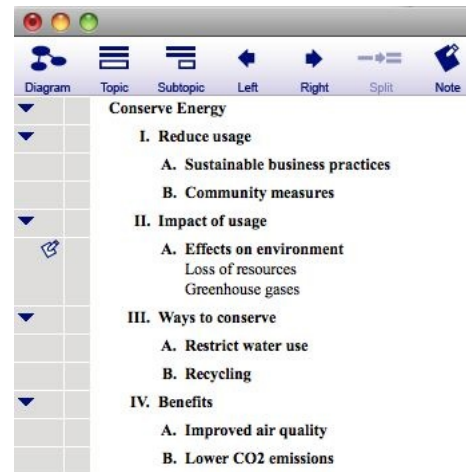 Diagram Topic Subtopic Left Right Split Note
Conserve Energy
I. Reduce usage
A. Sustainable business practices
B. Community measures
II. Impact of usage
A. Effects on environment
Loss of resources
Greenhouse gases
III. Ways to conserve
A. Restrict water use
B. Recycling
IV. Benefits
A. Improved air quality
B. Lower CO2 emissions